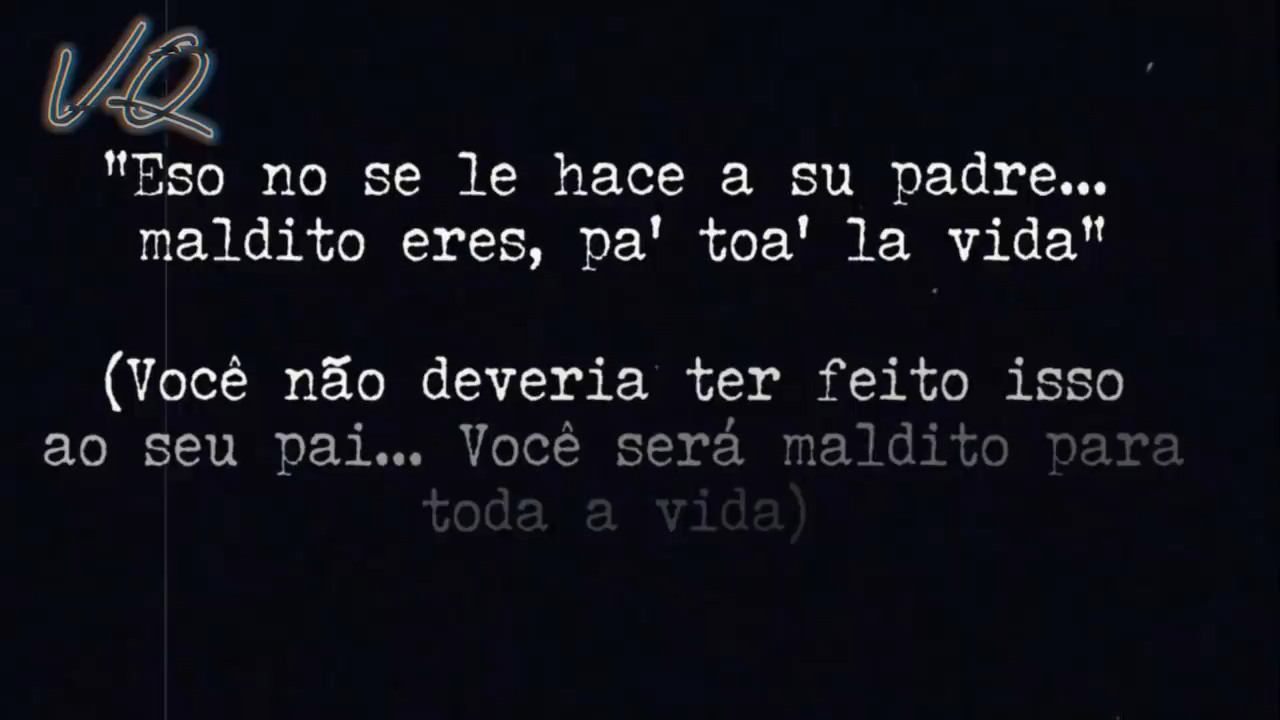 VQ
"Eso no se le hace a su padre...
maldito eres, pa' toa' la vida"
(Você não deveria ter feito isso
ao seu pai... Você será maldito para
toda a vida)